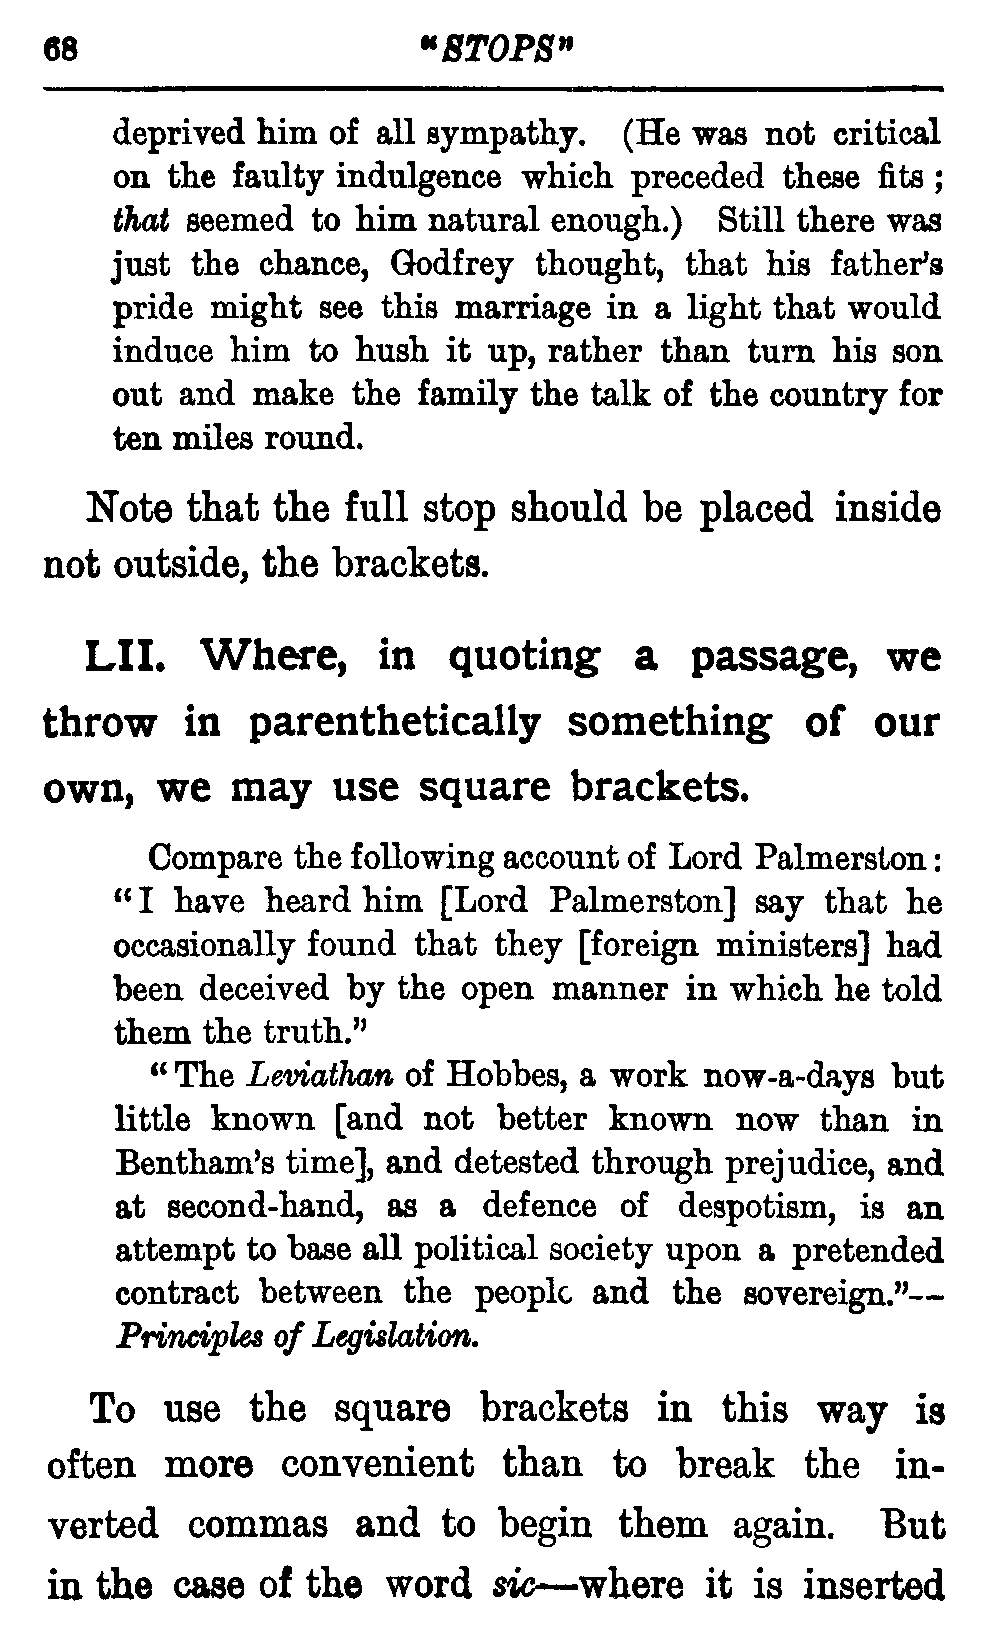 68 "STOPS"
deprived him of all sympathy. (He was not critical
on the faulty indulgence which preceded these fits ;
that seemed to him natural enough.) Still there was
just the chance, Godfrey thought, that his father's
pride might see this marriage in a light that would
induce him to hush it up, rather than turn his son
out and make the family the talk of the country for
ten miles round.
Note that the full stop should be placed inside
not outside, the brackets.
LII. Where, in quoting a passage, we
throw in parenthetically something of our
own, we may use square brackets.
Compare the following account of Lord Palmerston :
"I have heard him [Lord Palmerston] say that he
occasionally found that they [foreign ministers] had
been deceived by the open manner in which he told
them the truth."
"The Leviathan of Hobbes, a work now-a-days but
little known [and not better known now than in
Bentham's time], and detested through prejudice, and
at second-hand, as a defence of despotism, is an
attempt to base all political society upon a pretended
contract between the people and the sovereign."—
Principles of Legislation.
To use the square brackets in this way is
often more convenient than to break the in-
verted commas and to begin them again. But
in the case of the word sic—where it is inserted